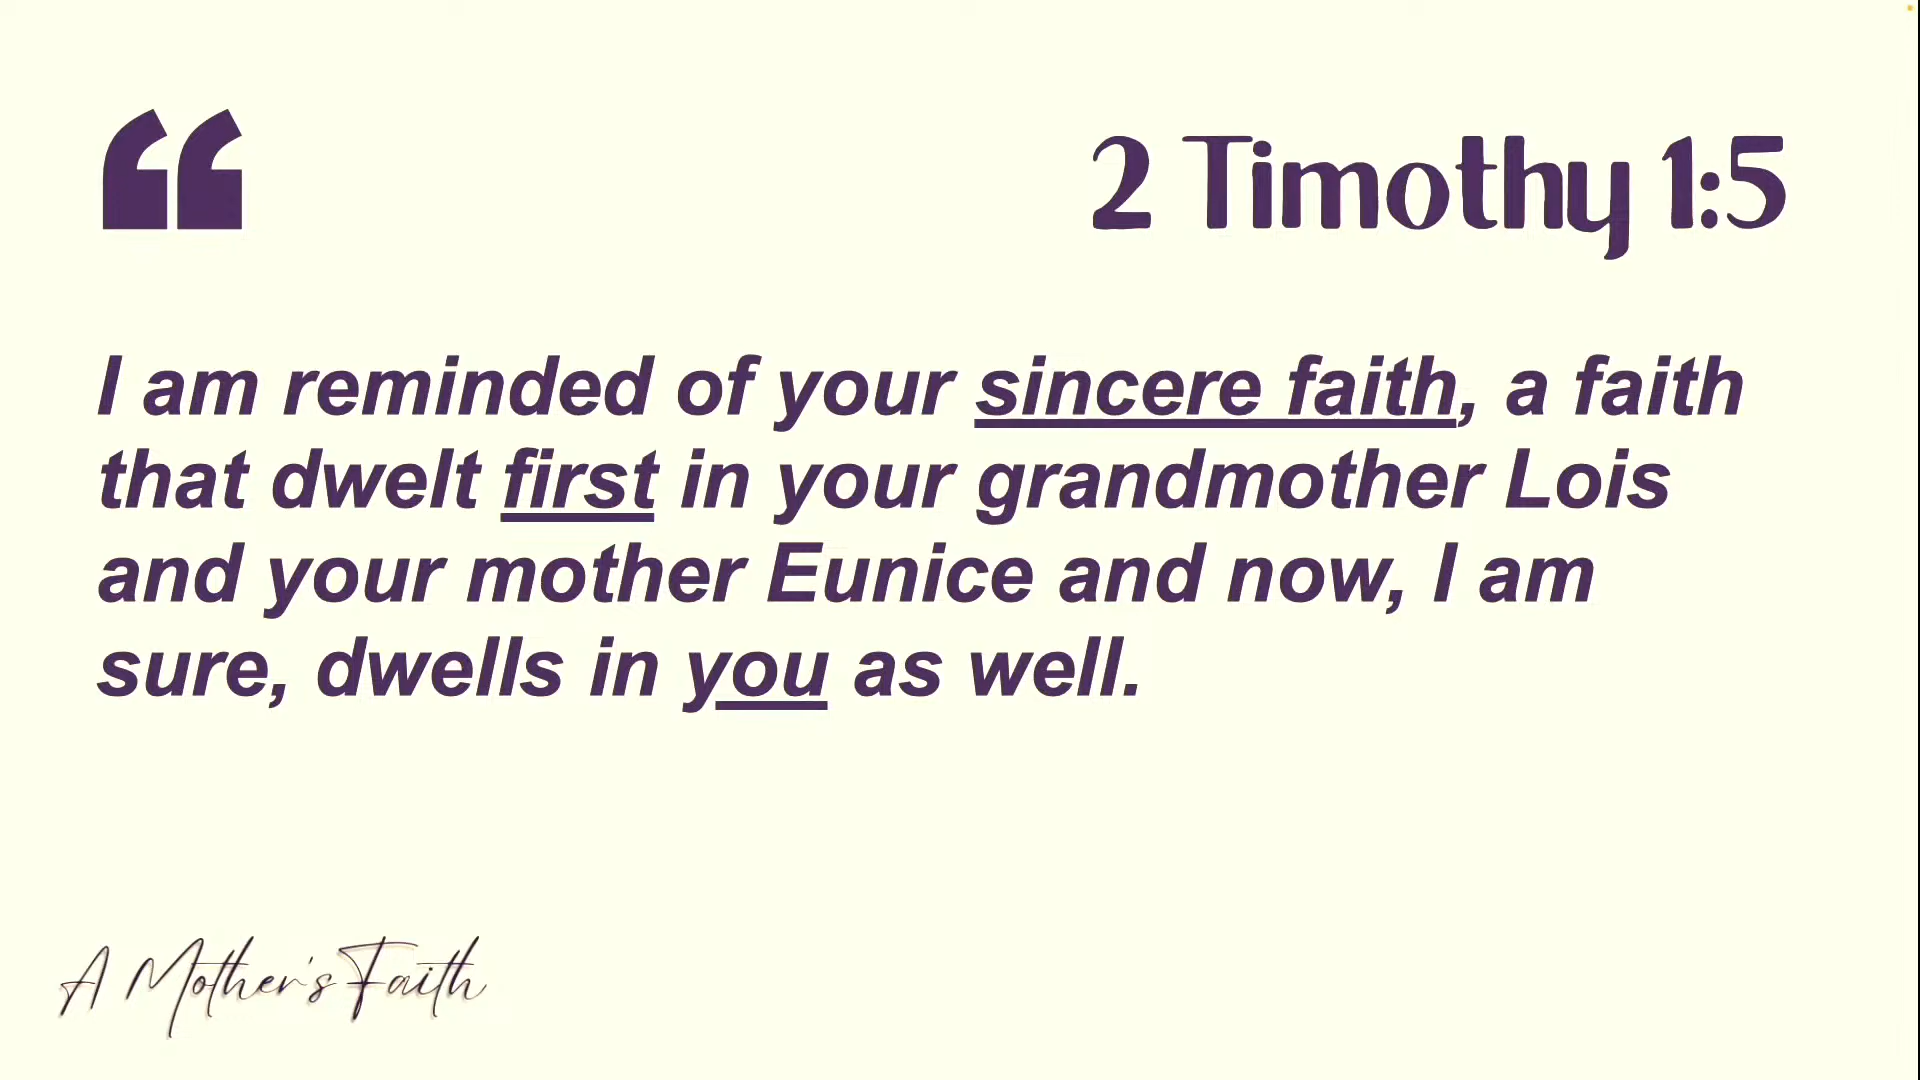 “
2 Timothy 1:5
I am reminded of your sincere faith, a faith
that dwelt first in your grandmother Lois
and your mother Eunice and now, I am
sure, dwells in you as well.
A Mother's Faith